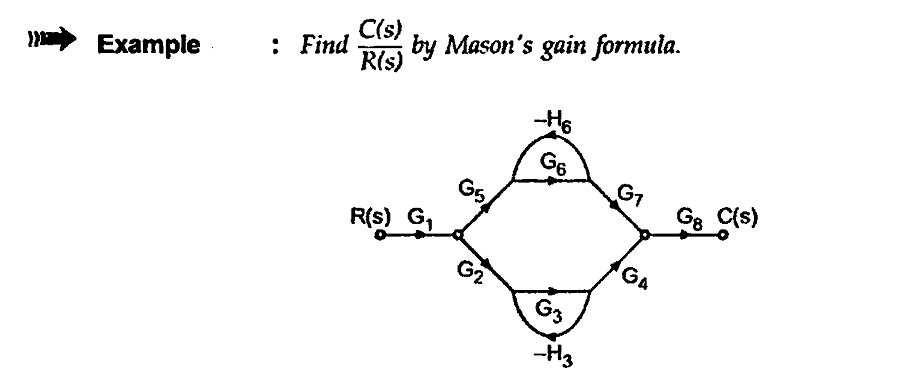 Example : Find C(s)/R(s) by Mason's gain formula.
–H₆
G₆
G₅
G₇
R(s) G₁
G₈ C(s)
G₂
G₄
G₃
–H₃